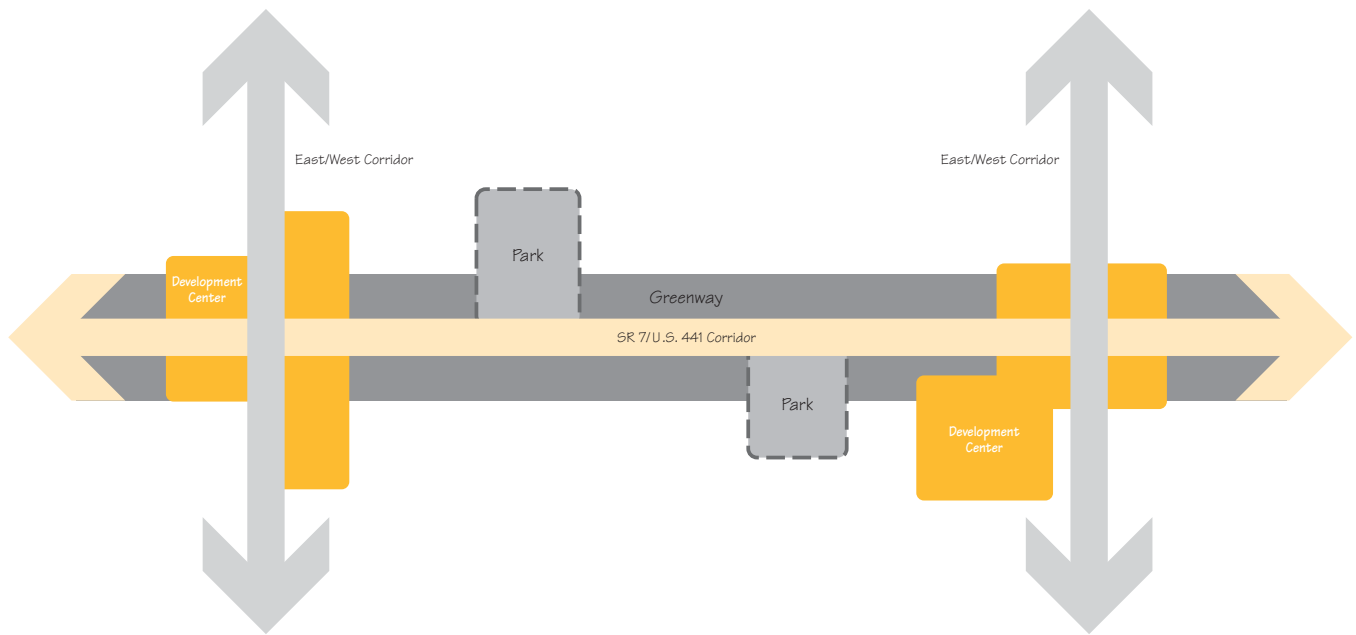 East/West Corridor
East/West Corridor
Park
Development
Center
Greenway
SR 7/U.S. 441 Corridor
Park
Development
Center